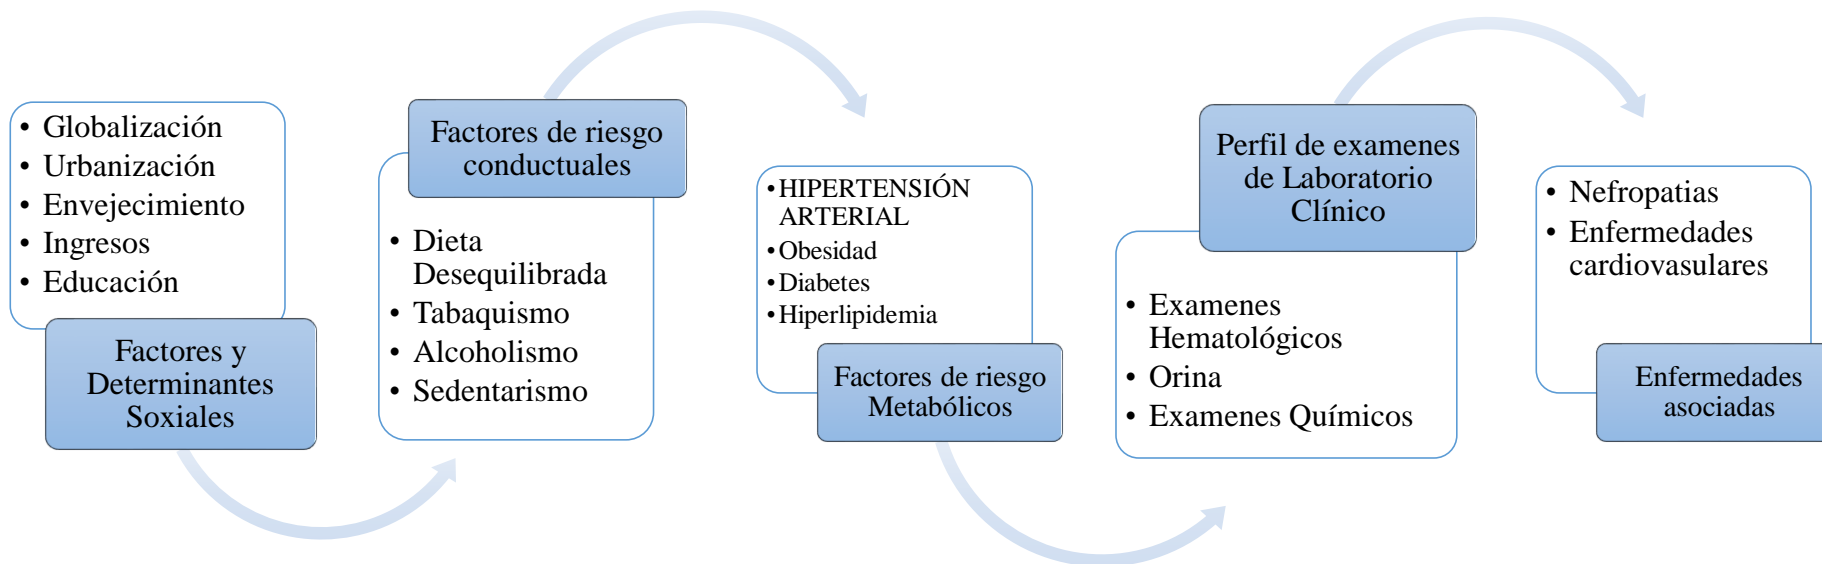 • Globalización
• Urbanización
• Envejecimiento
• Ingresos
• Educación
Factores y
Determinantes
Soxiales
Factores de riesgo
conductuales
• Dieta
Desequilibrada
• Tabaquismo
• Alcoholismo
• Sedentarismo
• HIPERTENSIÓN
ARTERIAL
• Obesidad
• Diabetes
• Hiperlipidemia
Factores de riesgo
Metabólicos
Perfil de examenes
de Laboratorio
Clínico
• Examenes
Hematológicos
• Orina
• Examenes Químicos
• Nefropatias
• Enfermedades
cardiovasulares
Enfermedades
asociadas